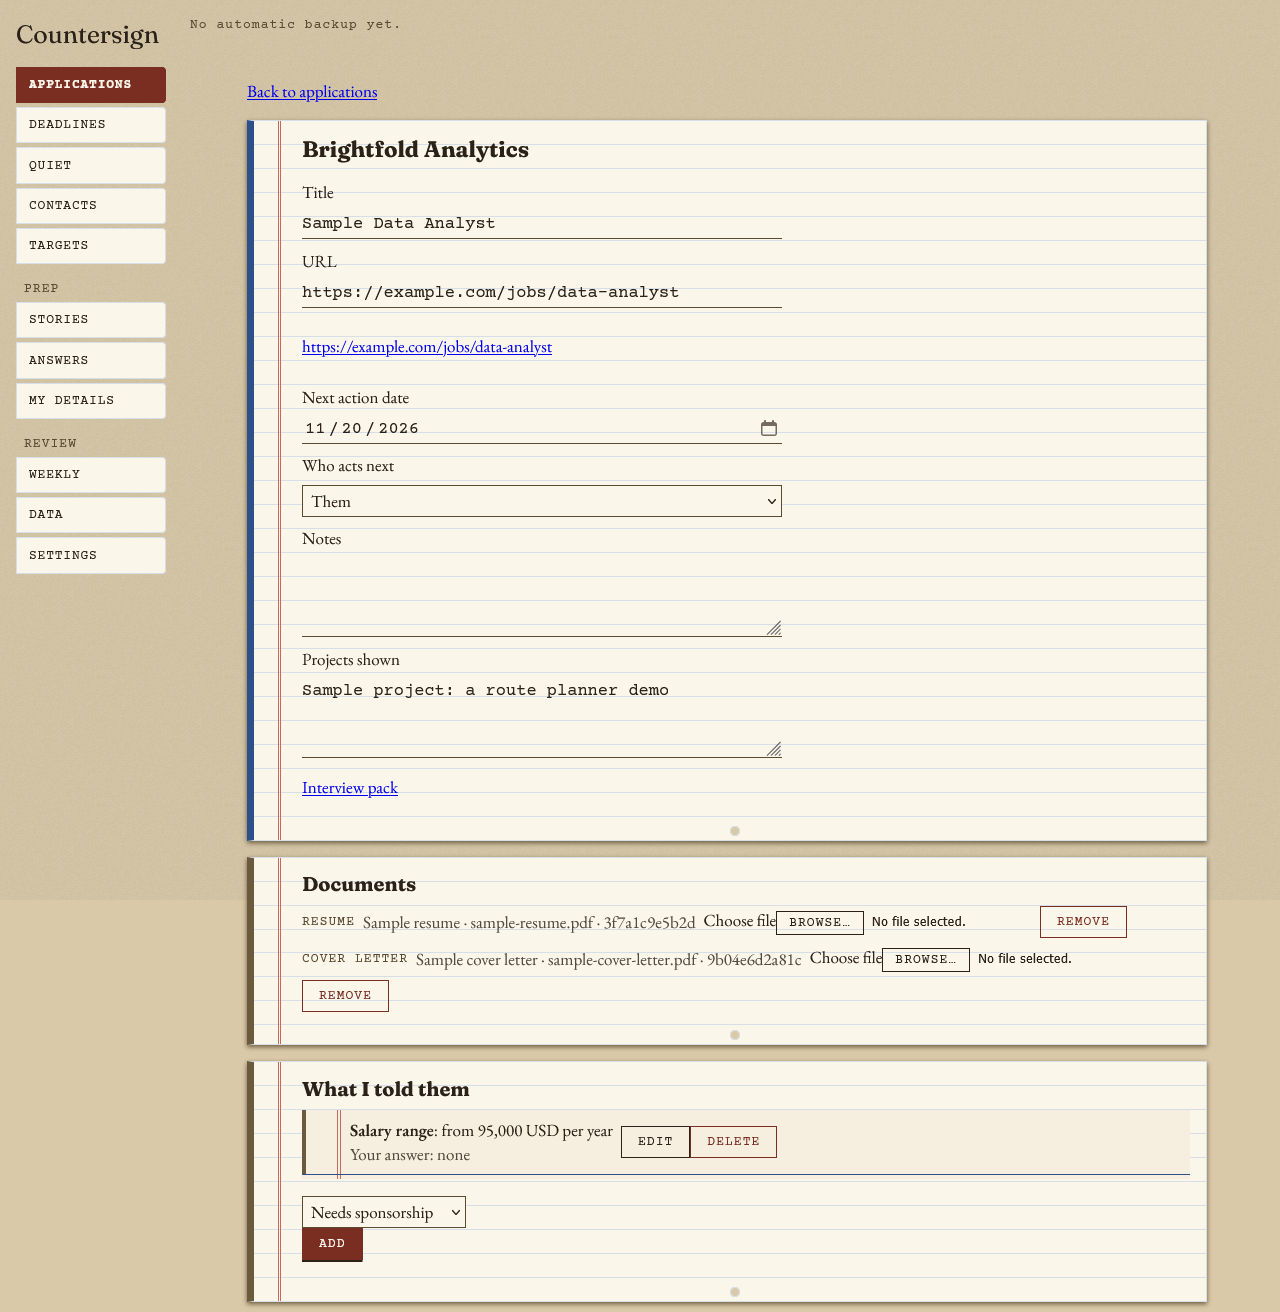 Countersign
No automatic backup yet.
APPLICATIONS
DEADLINES
QUIET
CONTACTS
TARGETS
PREP
STORIES
ANSWERS
MY DETAILS
REVIEW
WEEKLY
DATA
SETTINGS
Back to applications
Brightfold Analytics
Title
Sample Data Analyst
URL
https://example.com/jobs/data-analyst
https://example.com/jobs/data-analyst
Next action date
11/20/2026
Who acts next
Them
Notes
Projects shown
Sample project: a route planner demo
Interview pack
Documents
RESUME Sample resume · sample-resume.pdf · 3f7a1c9e5b2d Choose file BROWSE… No file selected. REMOVE
COVER LETTER Sample cover letter · sample-cover-letter.pdf · 9b04e6d2a81c Choose file BROWSE… No file selected.
REMOVE
What I told them
Salary range: from 95,000 USD per year EDIT DELETE
Your answer: none
Needs sponsorship
ADD